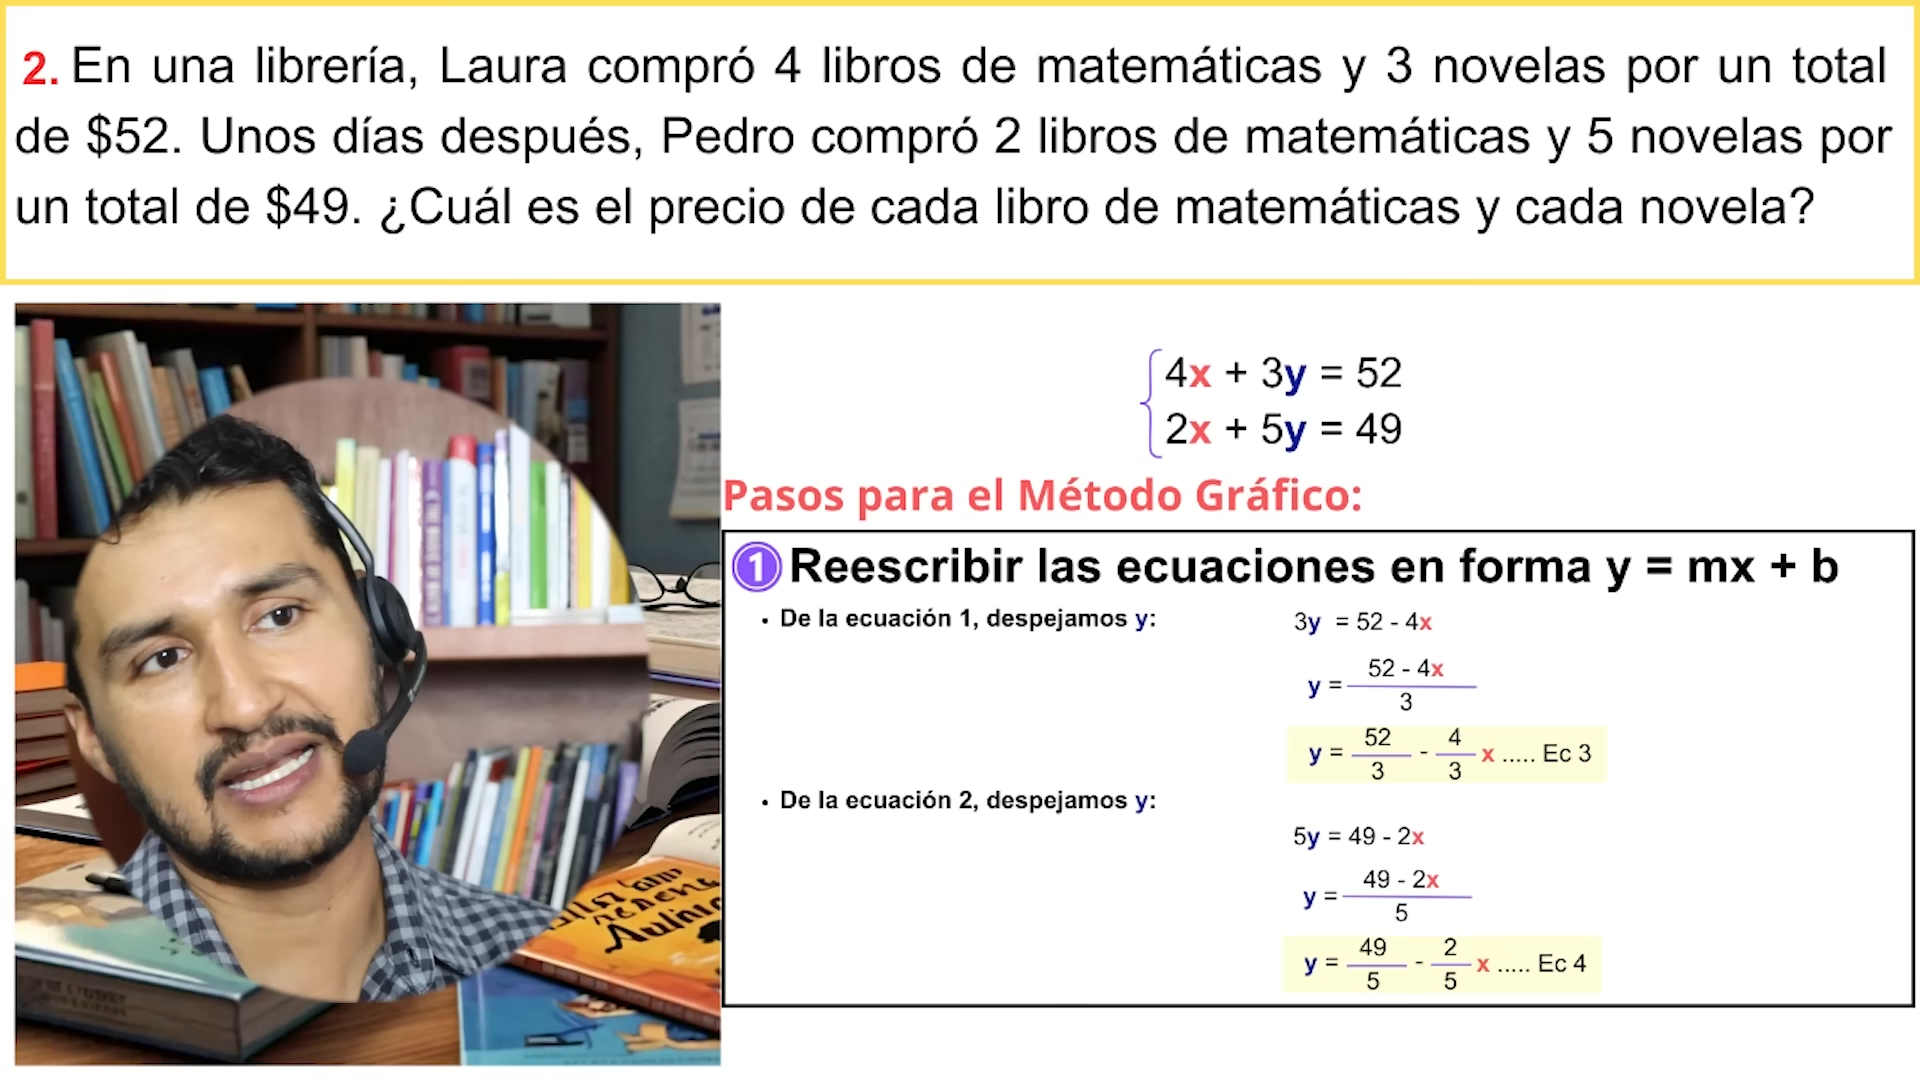 2. En una librería, Laura compró 4 libros de matemáticas y 3 novelas por un total
de $52. Unos días después, Pedro compró 2 libros de matemáticas y 5 novelas por
un total de $49. ¿Cuál es el precio de cada libro de matemáticas y cada novela?
4x + 3y = 52
2x + 5y = 49
Pasos para el Método Gráfico:
1 Reescribir las ecuaciones en forma y = mx + b
• De la ecuación 1, despejamos y:
3y = 52 - 4x
y = 52 - 4x / 3
y = 52/3 - 4/3 x ..... Ec 3
• De la ecuación 2, despejamos y:
5y = 49 - 2x
y = 49 - 2x / 5
y = 49/5 - 2/5 x ..... Ec 4